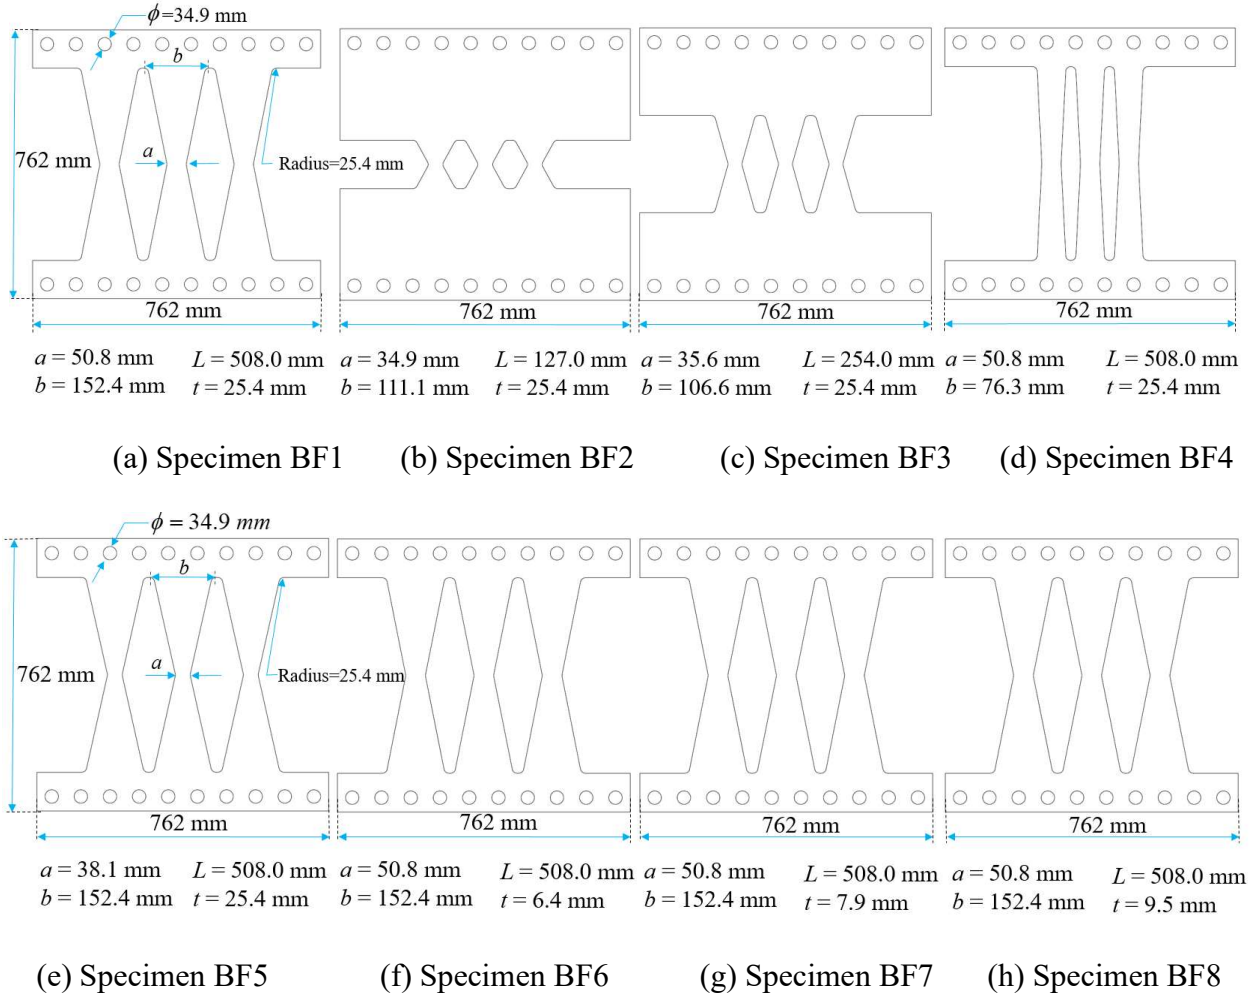 ϕ=34.9 mm
b
a
762 mm
Radius=25.4 mm
762 mm
762 mm
762 mm
762 mm
a = 50.8 mm L = 508.0 mm
b = 152.4 mm t = 25.4 mm
a = 34.9 mm L = 127.0 mm
b = 111.1 mm t = 25.4 mm
a = 35.6 mm L = 254.0 mm
b = 106.6 mm t = 25.4 mm
a = 50.8 mm L = 508.0 mm
b = 76.3 mm t = 25.4 mm
(a) Specimen BF1 (b) Specimen BF2 (c) Specimen BF3 (d) Specimen BF4
ϕ = 34.9 mm
b
a
762 mm
Radius=25.4 mm
762 mm
762 mm
762 mm
762 mm
a = 38.1 mm L = 508.0 mm
b = 152.4 mm t = 25.4 mm
a = 50.8 mm L = 508.0 mm
b = 152.4 mm t = 6.4 mm
a = 50.8 mm L = 508.0 mm
b = 152.4 mm t = 7.9 mm
a = 50.8 mm L = 508.0 mm
b = 152.4 mm t = 9.5 mm
(e) Specimen BF5 (f) Specimen BF6 (g) Specimen BF7 (h) Specimen BF8